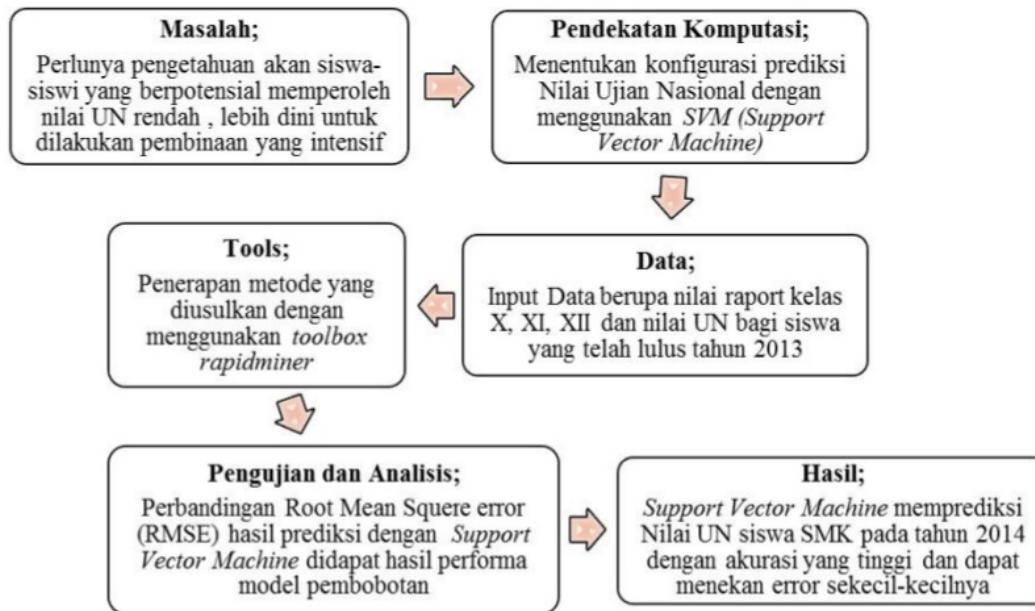 Masalah;
Perlunya pengetahuan akan siswa-
siswi yang berpotensial memperoleh
nilai UN rendah , lebih dini untuk
dilakukan pembinaan yang intensif
Pendekatan Komputasi;
Menentukan konfigurasi prediksi
Nilai Ujian Nasional dengan
menggunakan SVM (Support
Vector Machine)
Data;
Input Data berupa nilai raport kelas
X, XI, XII dan nilai UN bagi siswa
yang telah lulus tahun 2013
Tools;
Penerapan metode yang
diusulkan dengan
menggunakan toolbox
rapidminer
Pengujian dan Analisis;
Perbandingan Root Mean Squere error
(RMSE) hasil prediksi dengan Support
Vector Machine didapat hasil performa
model pembobotan
Hasil;
Support Vector Machine memprediksi
Nilai UN siswa SMK pada tahun 2014
dengan akurasi yang tinggi dan dapat
menekan error sekecil-kecilnya